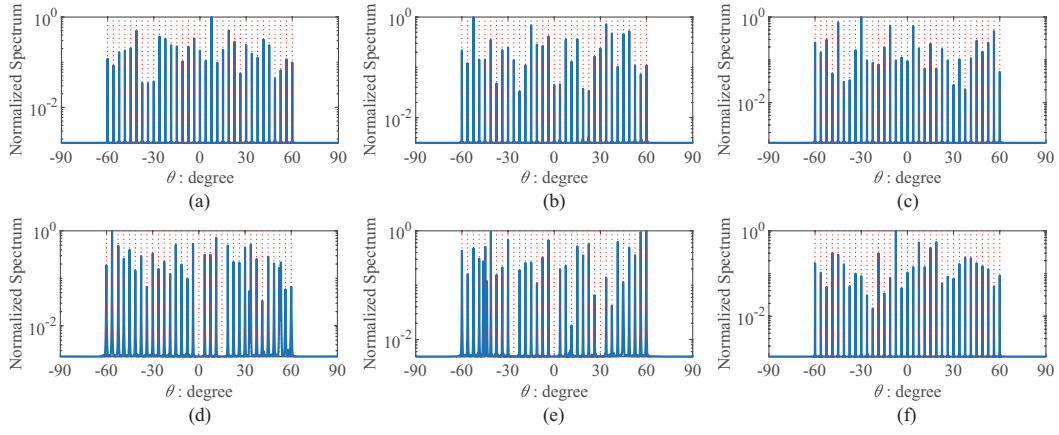 Normalized Spectrum
10^0
10^-2
-90 -60 -30 0 30 60 90
θ : degree
(a)
Normalized Spectrum
10^0
10^-2
-90 -60 -30 0 30 60 90
θ : degree
(b)
Normalized Spectrum
10^0
10^-2
-90 -60 -30 0 30 60 90
θ : degree
(c)
Normalized Spectrum
10^0
10^-2
-90 -60 -30 0 30 60 90
θ : degree
(d)
Normalized Spectrum
10^0
10^-2
-90 -60 -30 0 30 60 90
θ : degree
(e)
Normalized Spectrum
10^0
10^-2
-90 -60 -30 0 30 60 90
θ : degree
(f)